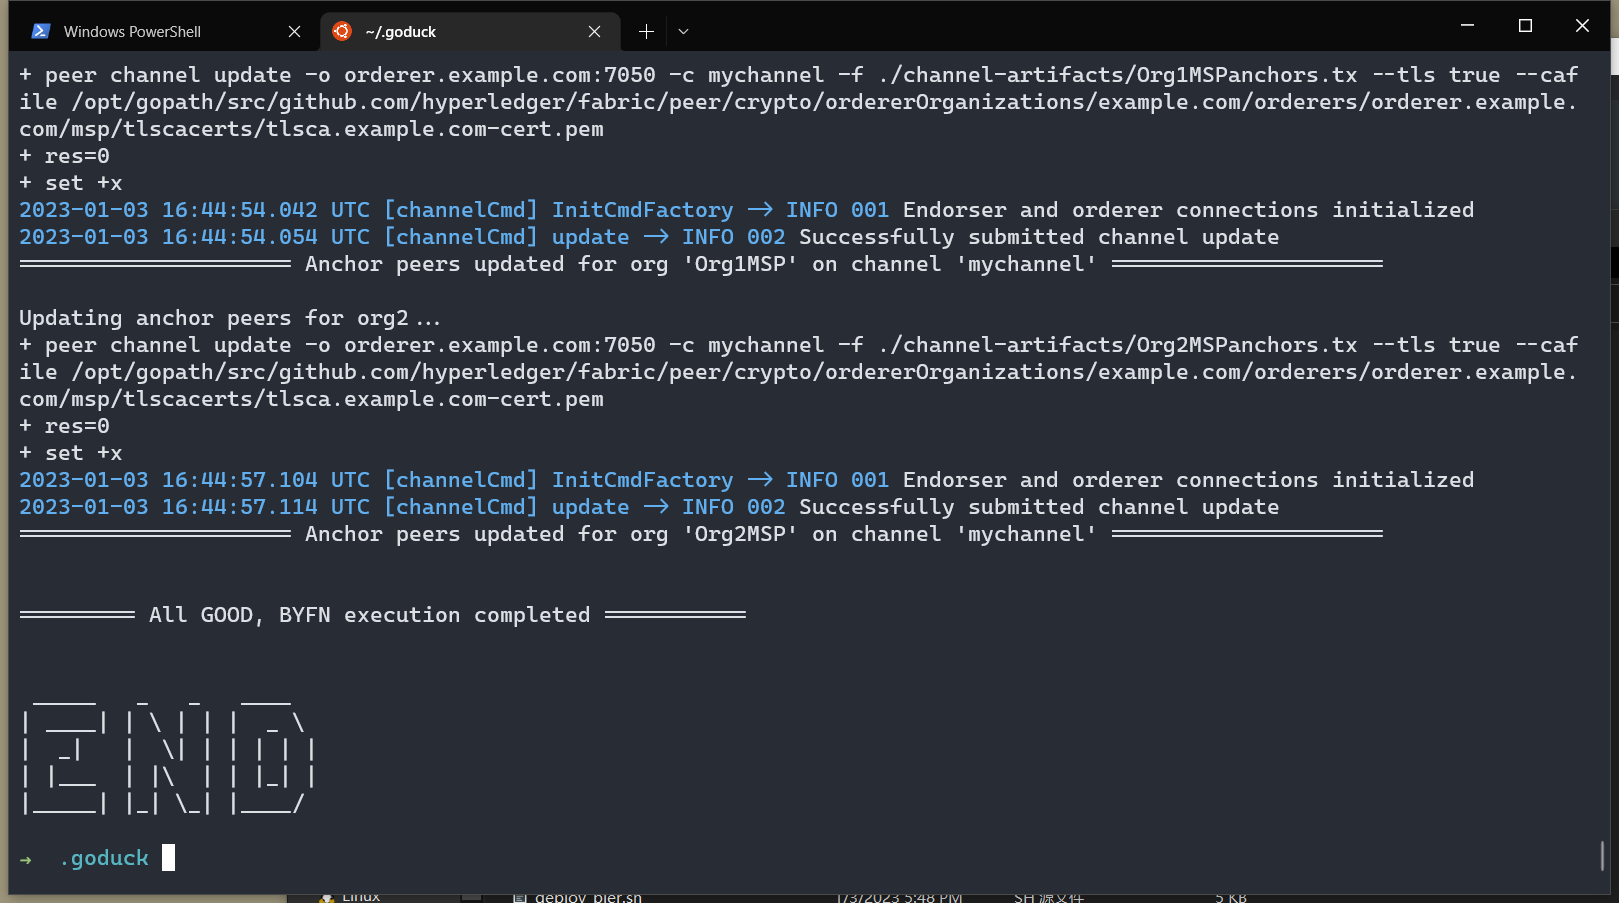 Windows PowerShell
~/.goduck
+ peer channel update -o orderer.example.com:7050 -c mychannel -f ./channel-artifacts/Org1MSPanchors.tx --tls true --caf
ile /opt/gopath/src/github.com/hyperledger/fabric/peer/crypto/ordererOrganizations/example.com/orderers/orderer.example.
com/msp/tlscacerts/tlsca.example.com-cert.pem
+ res=0
+ set +x
2023-01-03 16:44:54.042 UTC [channelCmd] InitCmdFactory -> INFO 001 Endorser and orderer connections initialized
2023-01-03 16:44:54.054 UTC [channelCmd] update -> INFO 002 Successfully submitted channel update
===================== Anchor peers updated for org 'Org1MSP' on channel 'mychannel' =====================
Updating anchor peers for org2...
+ peer channel update -o orderer.example.com:7050 -c mychannel -f ./channel-artifacts/Org2MSPanchors.tx --tls true --caf
ile /opt/gopath/src/github.com/hyperledger/fabric/peer/crypto/ordererOrganizations/example.com/orderers/orderer.example.
com/msp/tlscacerts/tlsca.example.com-cert.pem
+ res=0
+ set +x
2023-01-03 16:44:57.104 UTC [channelCmd] InitCmdFactory -> INFO 001 Endorser and orderer connections initialized
2023-01-03 16:44:57.114 UTC [channelCmd] update -> INFO 002 Successfully submitted channel update
===================== Anchor peers updated for org 'Org2MSP' on channel 'mychannel' =====================
========= All GOOD, BYFN execution completed ===========
END
→ .goduck
Linux deploy_pier.sh 1/3/2023 5:48 PM SH 源文件 5 KB